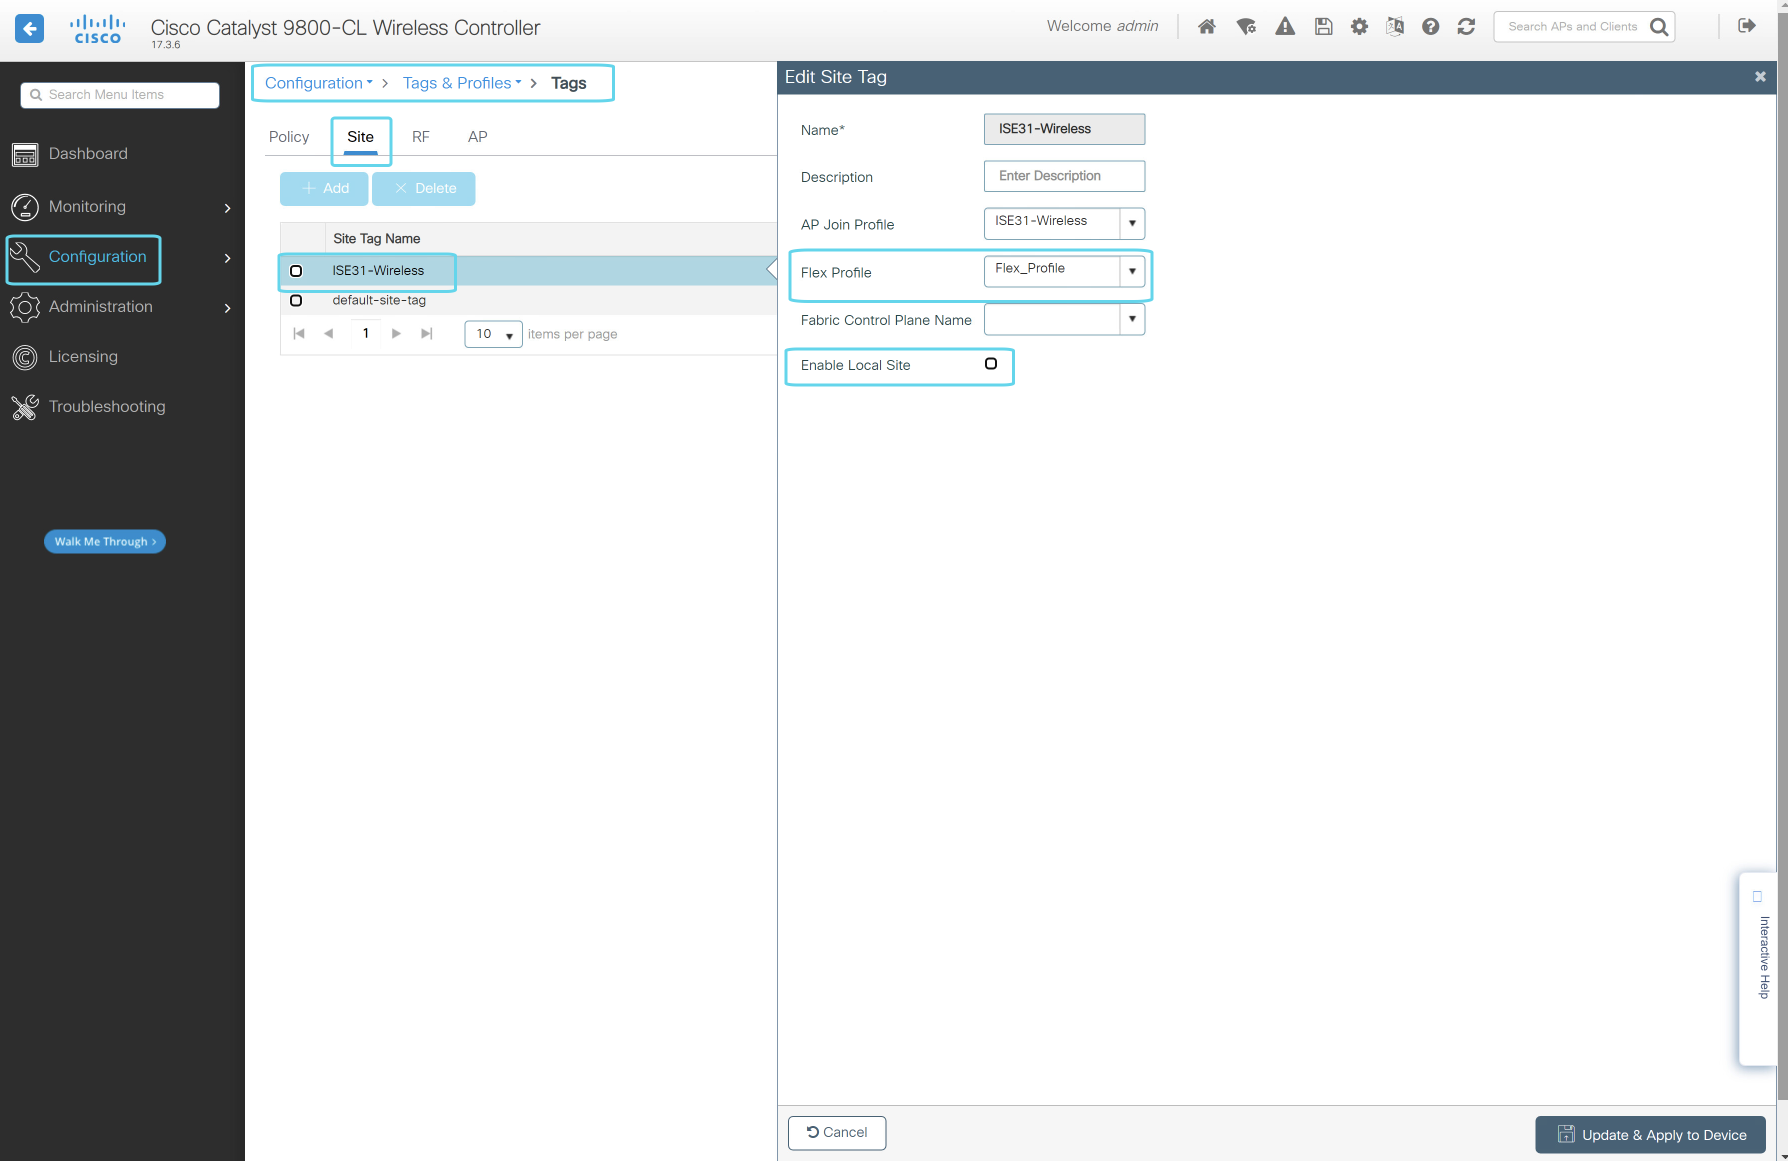 CISCO
Cisco Catalyst 9800-CL Wireless Controller
17.3.6
Welcome admin
Search APs and Clients
Search Menu Items
Dashboard
Monitoring
Configuration
Administration
Licensing
Troubleshooting
Walk Me Through >
Configuration > Tags & Profiles > Tags
Policy Site RF AP
+ Add × Delete
Site Tag Name
ISE31-Wireless
default-site-tag
1 10 items per page
Edit Site Tag
Name* ISE31-Wireless
Description Enter Description
AP Join Profile ISE31-Wireless
Flex Profile Flex_Profile
Fabric Control Plane Name
Enable Local Site
Interactive Help
Cancel
Update & Apply to Device